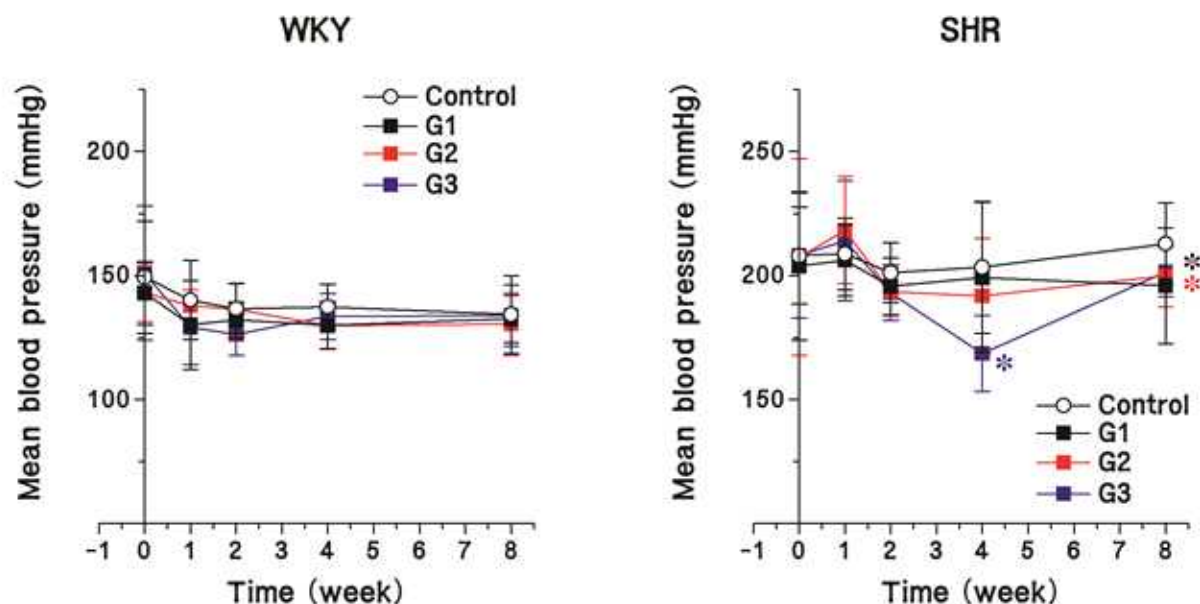 WKY
Mean blood pressure (mmHg)
200
150
100
Control
G1
G2
G3
-1 0 1 2 3 4 5 6 7 8
Time (week)
SHR
Mean blood pressure (mmHg)
250
200
150
*
*
*
Control
G1
G2
G3
-1 0 1 2 3 4 5 6 7 8
Time (week)